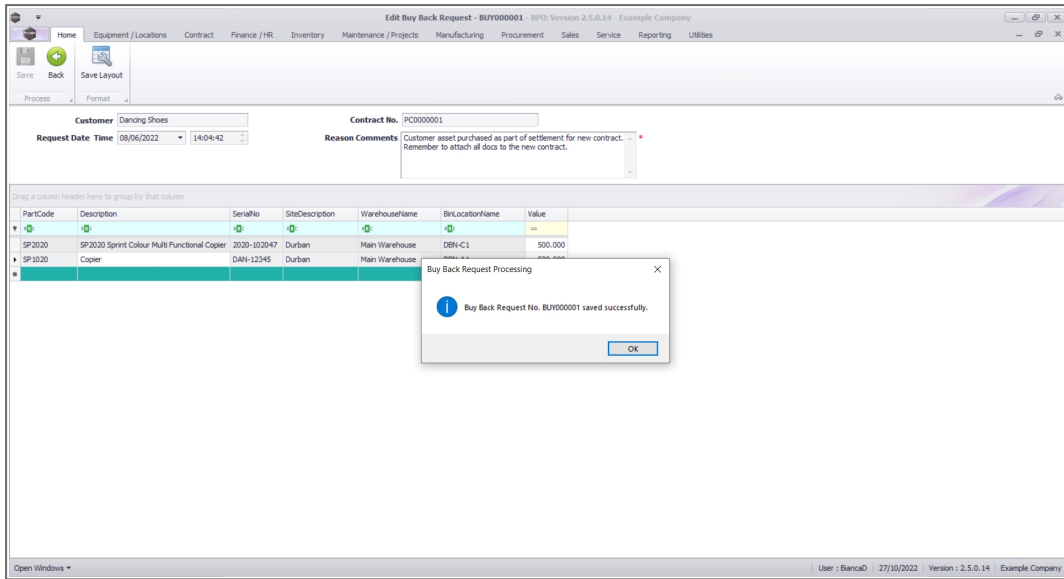 Edit Buy Back Request - BUY000001 - BPO: Version 2.5.0.14 - Example Company
Home Equipment / Locations Contract Finance / HR Inventory Maintenance / Projects Manufacturing Procurement Sales Service Reporting Utilities
Save Back Save Layout
Process Format
Customer Dancing Shoes Contract No. PC0000001
Request Date Time 08/06/2022 14:04:42 Reason Comments Customer asset purchased as part of settlement for new contract. *
Remember to attach all docs to the new contract.
Drag a column header here to group by that column
PartCode Description SerialNo SiteDescription WarehouseName BinLocationName Value
SP2020 SP2020 Sprint Colour Multi Functional Copier 2020-102047 Durban Main Warehouse DBN-C1 500.000
SP1020 Copier DAN-12345 Durban Main Warehouse
Buy Back Request Processing
Buy Back Request No. BUY000001 saved successfully.
OK
Open Windows User : BiancaD 27/10/2022 Version : 2.5.0.14 Example Company